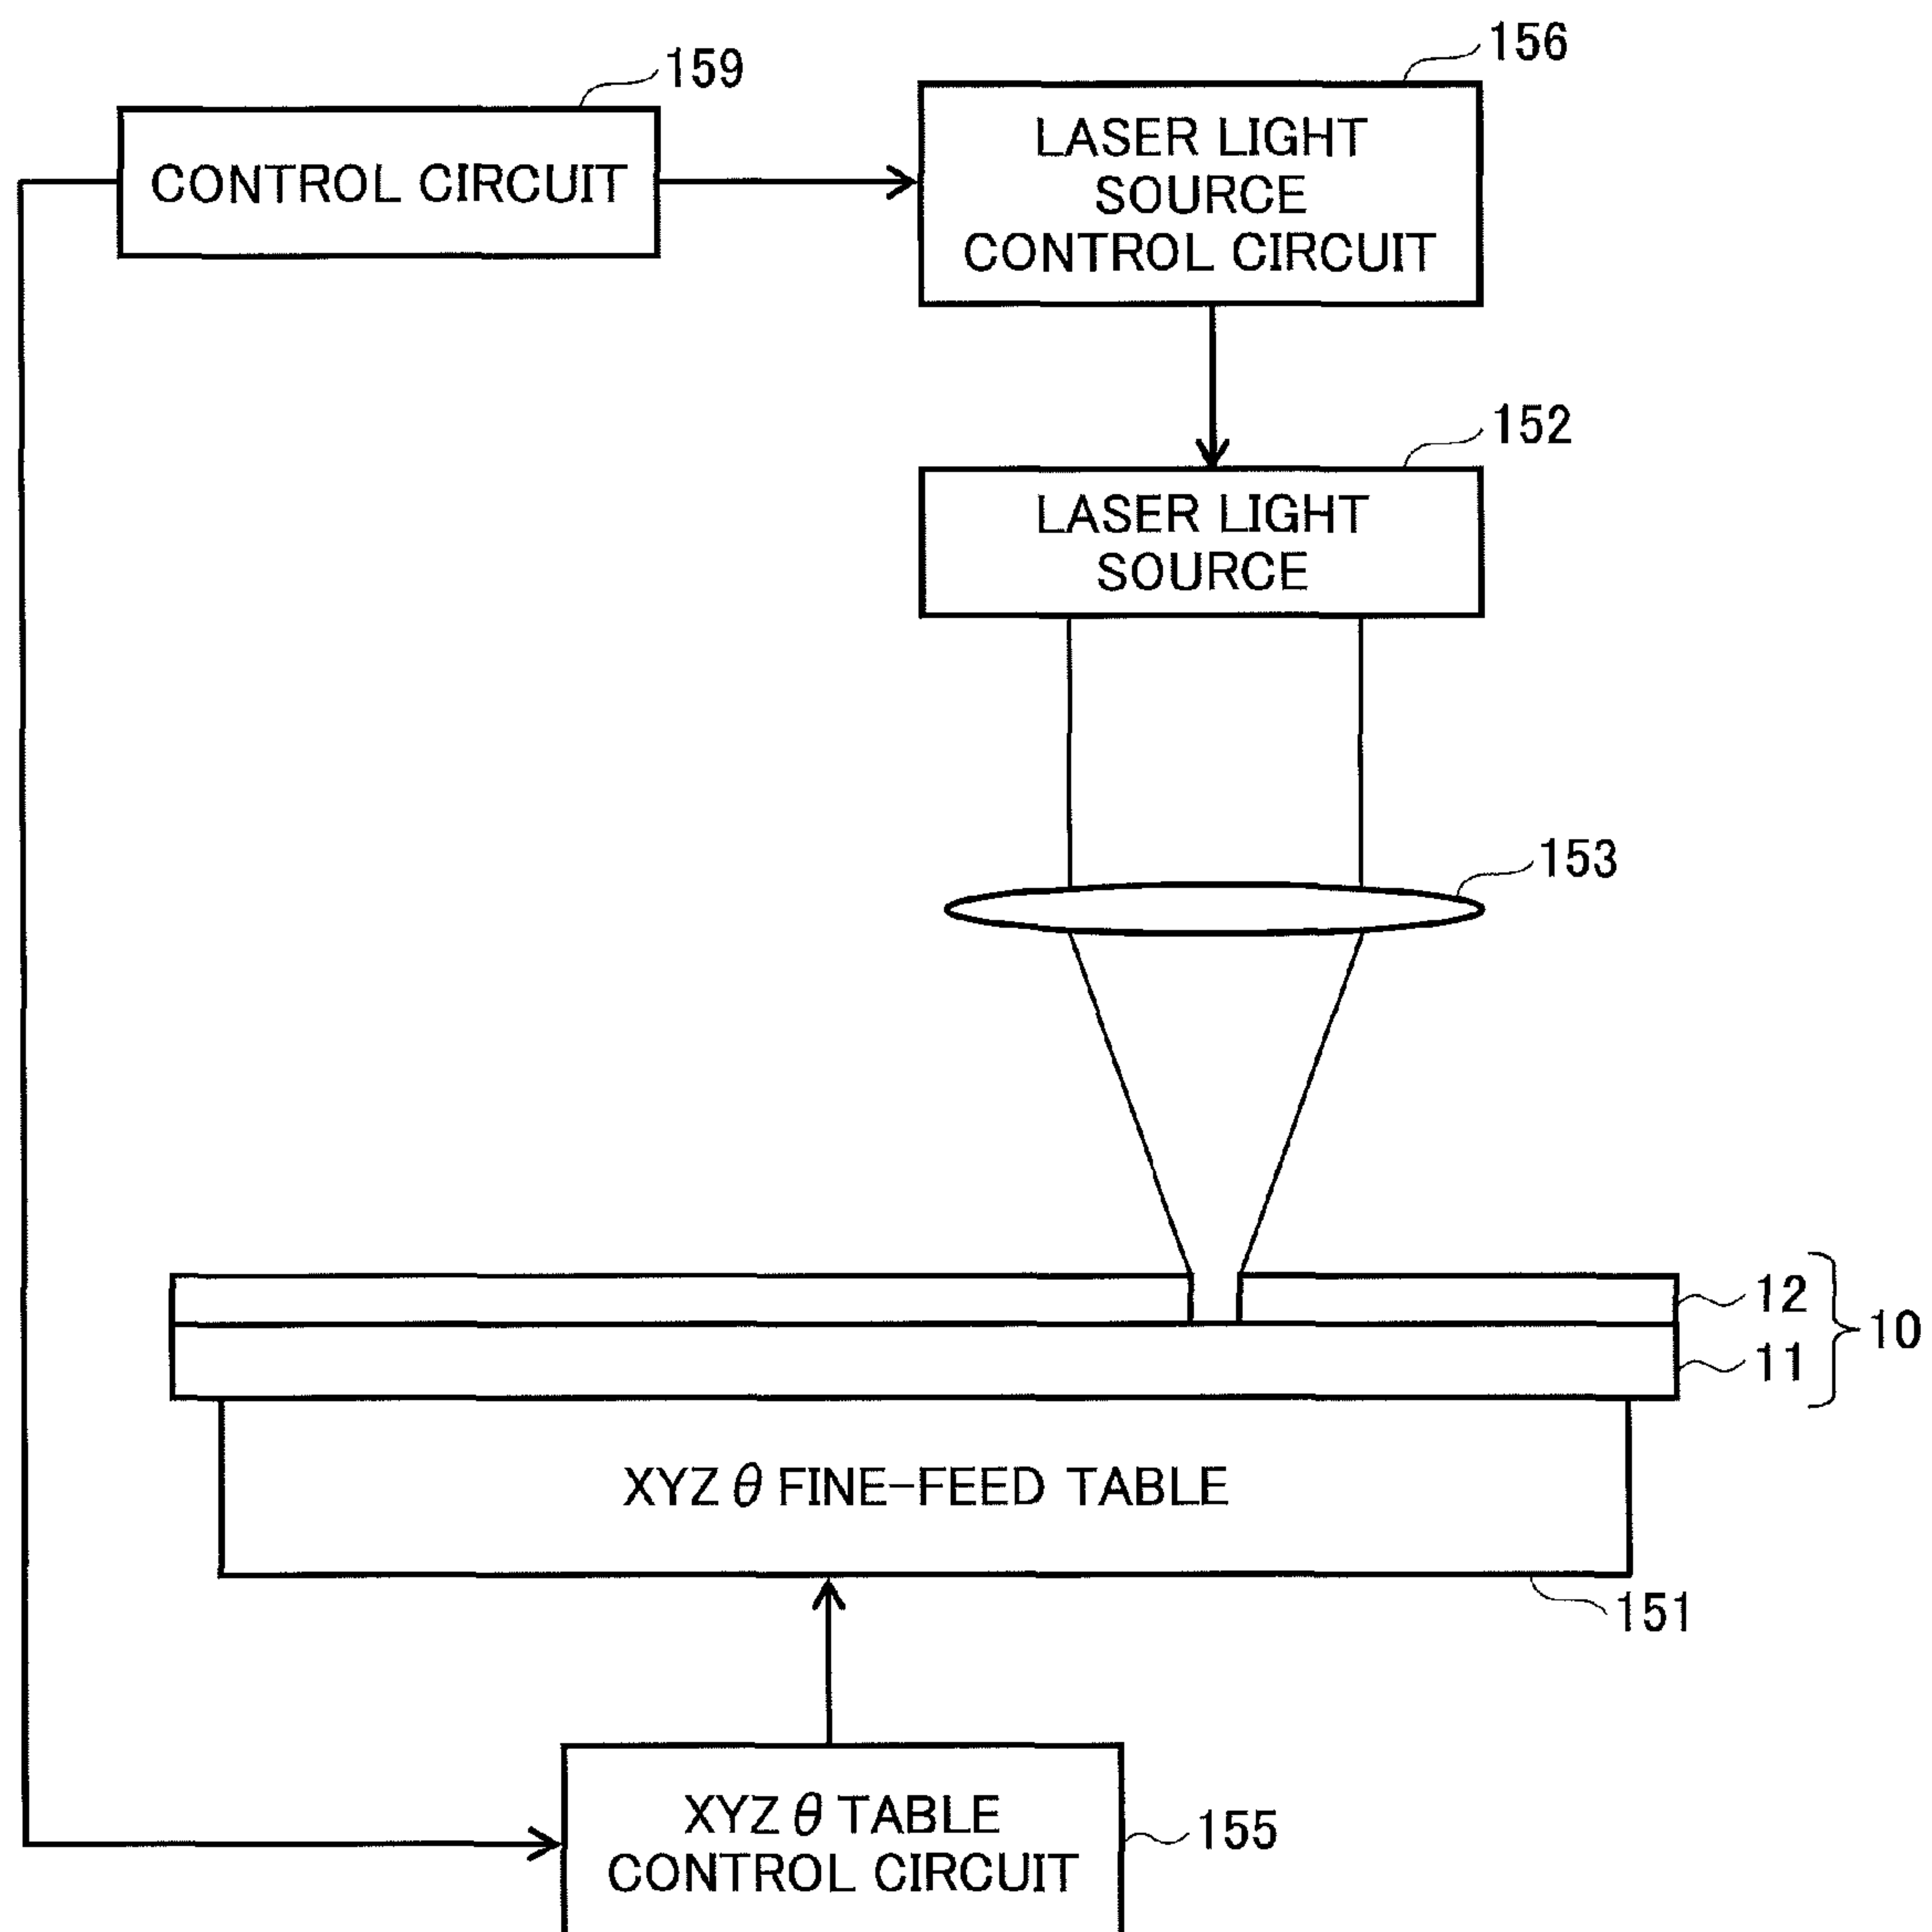 156
159
LASER LIGHT
SOURCE
CONTROL CIRCUIT
CONTROL CIRCUIT
152
LASER LIGHT
SOURCE
153
12
10
11
XYZ θ FINE-FEED TABLE
151
XYZ θ TABLE
CONTROL CIRCUIT
155